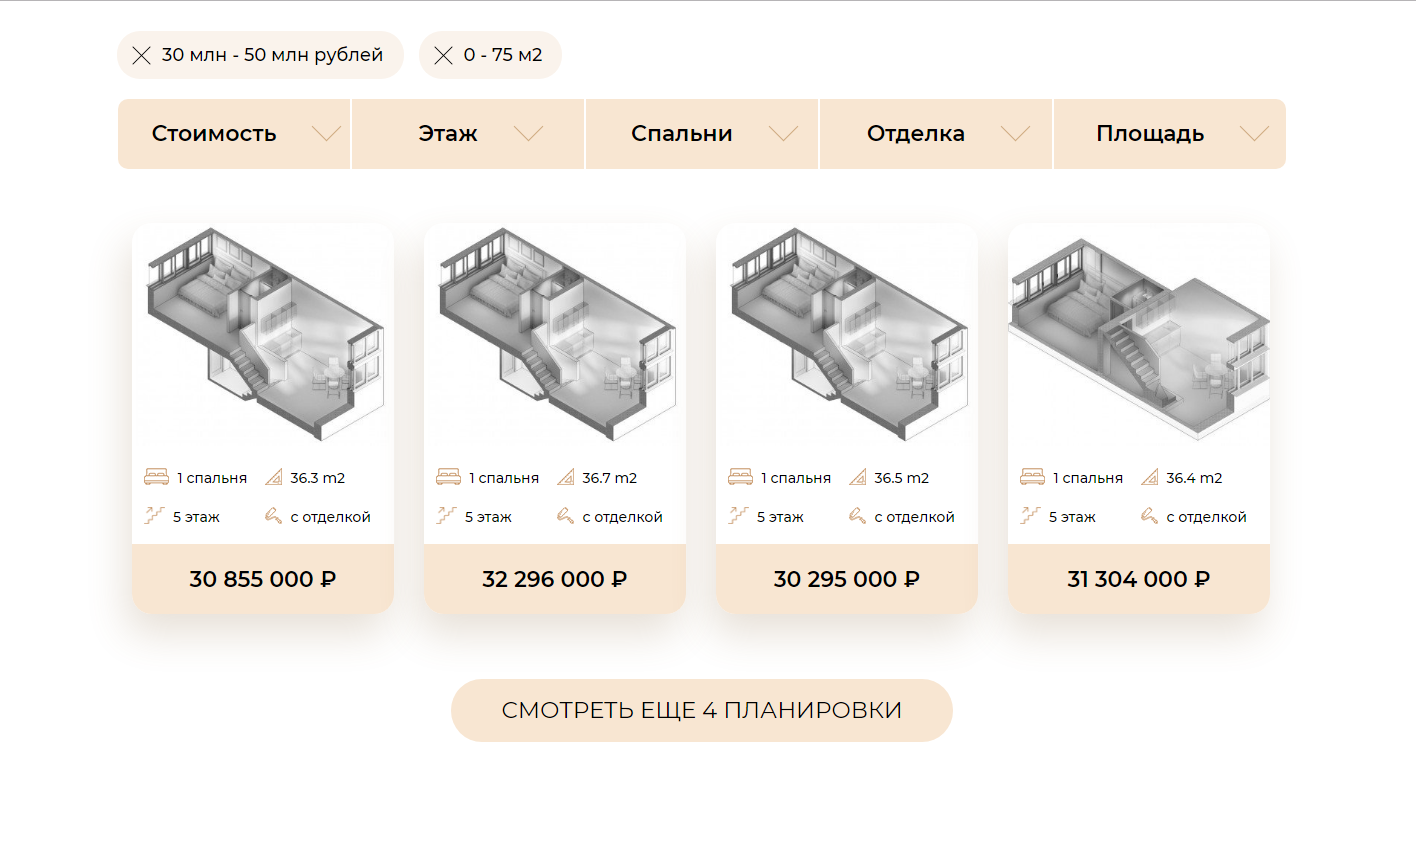 30 млн - 50 млн рублей
0 - 75 м2
Стоимость
Этаж
Спальни
Отделка
Площадь
1 спальня
36.3 m2
5 этаж
с отделкой
30 855 000 ₽
1 спальня
36.7 m2
5 этаж
с отделкой
32 296 000 ₽
1 спальня
36.5 m2
5 этаж
с отделкой
30 295 000 ₽
1 спальня
36.4 m2
5 этаж
с отделкой
31 304 000 ₽
СМОТРЕТЬ ЕЩЕ 4 ПЛАНИРОВКИ